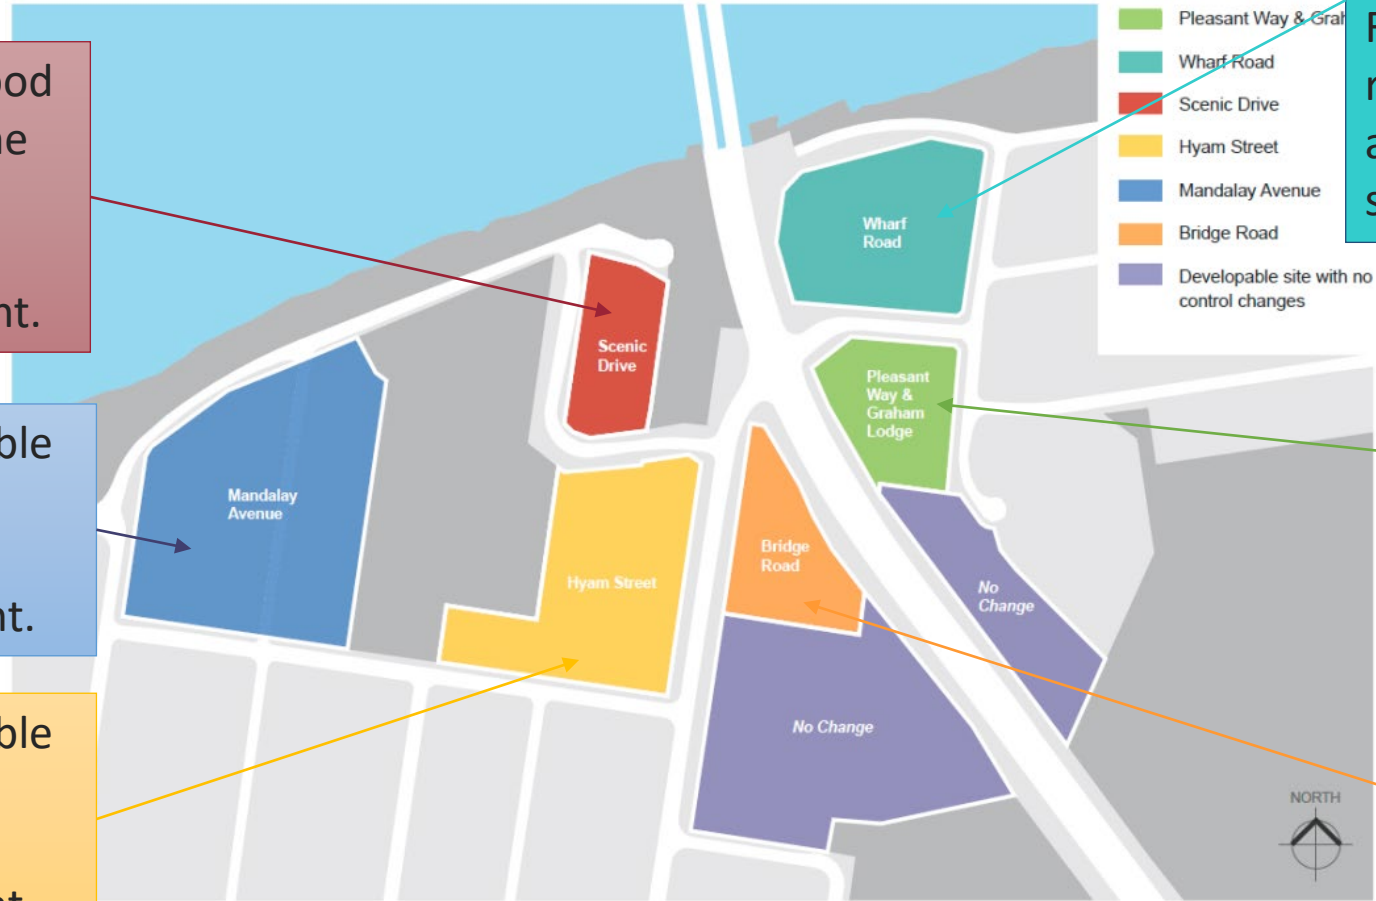 ood
ne
nt.
ble
nt.
ble
Pleasant Way & Grah
Wharf Road
Scenic Drive
Hyam Street
Mandalay Avenue
Bridge Road
Developable site with no
control changes
Wharf
Road
Scenic
Drive
Pleasant
Way &
Graham
Lodge
Mandalay
Avenue
Hyam Street
Bridge
Road
No
Change
No Change
NORTH